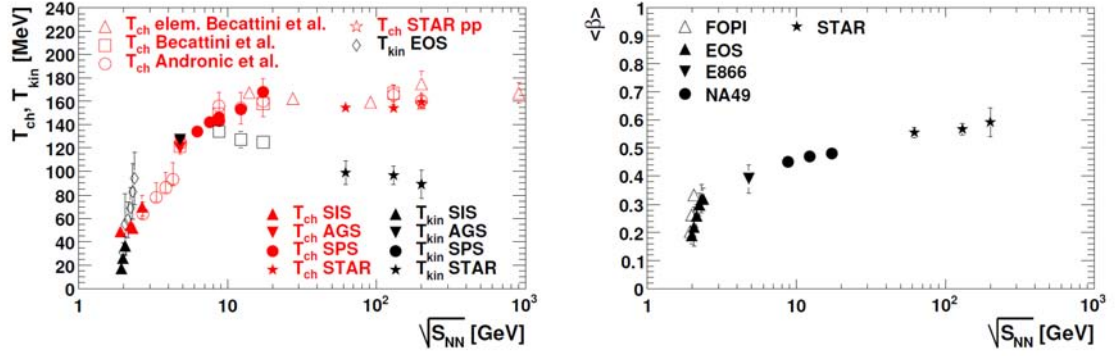 T_ch, T_kin [MeV]
240
220
200
180
160
140
120
100
80
60
40
20
0
T_ch elem. Becattini et al.
T_ch Becattini et al.
T_ch Andronic et al.
T_ch STAR pp
T_kin EOS
T_ch SIS
T_ch AGS
T_ch SPS
T_ch STAR
T_kin SIS
T_kin AGS
T_kin SPS
T_kin STAR
1 10 10² 10³
√S_NN [GeV]
<β>
1
0.9
0.8
0.7
0.6
0.5
0.4
0.3
0.2
0.1
0
FOPI
EOS
E866
NA49
STAR
1 10 10² 10³
√S_NN [GeV]